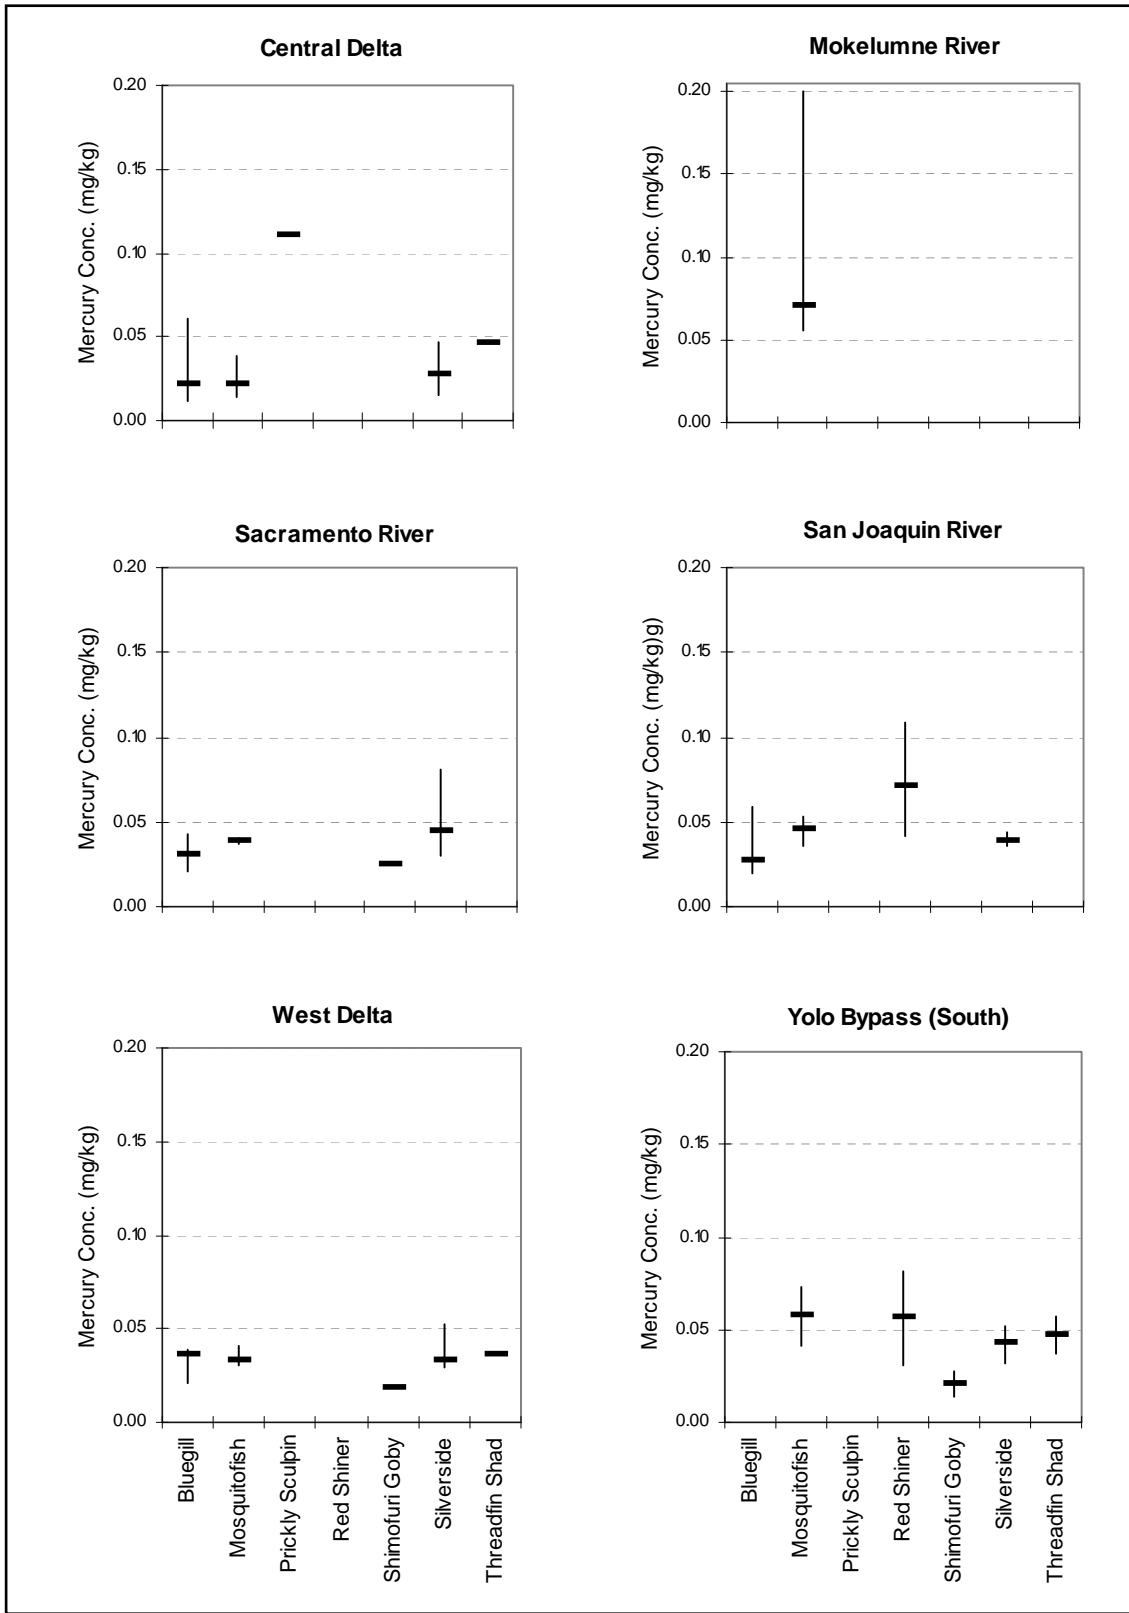 Central Delta
Mercury Conc. (mg/kg)
0.20
0.15
0.10
0.05
0.00
Mokelumne River
Mercury Conc. (mg/kg)
0.20
0.15
0.10
0.05
0.00
Sacramento River
Mercury Conc. (mg/kg)
0.20
0.15
0.10
0.05
0.00
San Joaquin River
Mercury Conc. (mg/kg)g)
0.20
0.15
0.10
0.05
0.00
West Delta
Mercury Conc. (mg/kg)
0.20
0.15
0.10
0.05
0.00
Bluegill
Mosquitofish
Prickly Sculpin
Red Shiner
Shimofuri Goby
Silverside
Threadfin Shad
Yolo Bypass (South)
Mercury Conc. (mg/kg)
0.20
0.15
0.10
0.05
0.00
Bluegill
Mosquitofish
Prickly Sculpin
Red Shiner
Shimofuri Goby
Silverside
Threadfin Shad